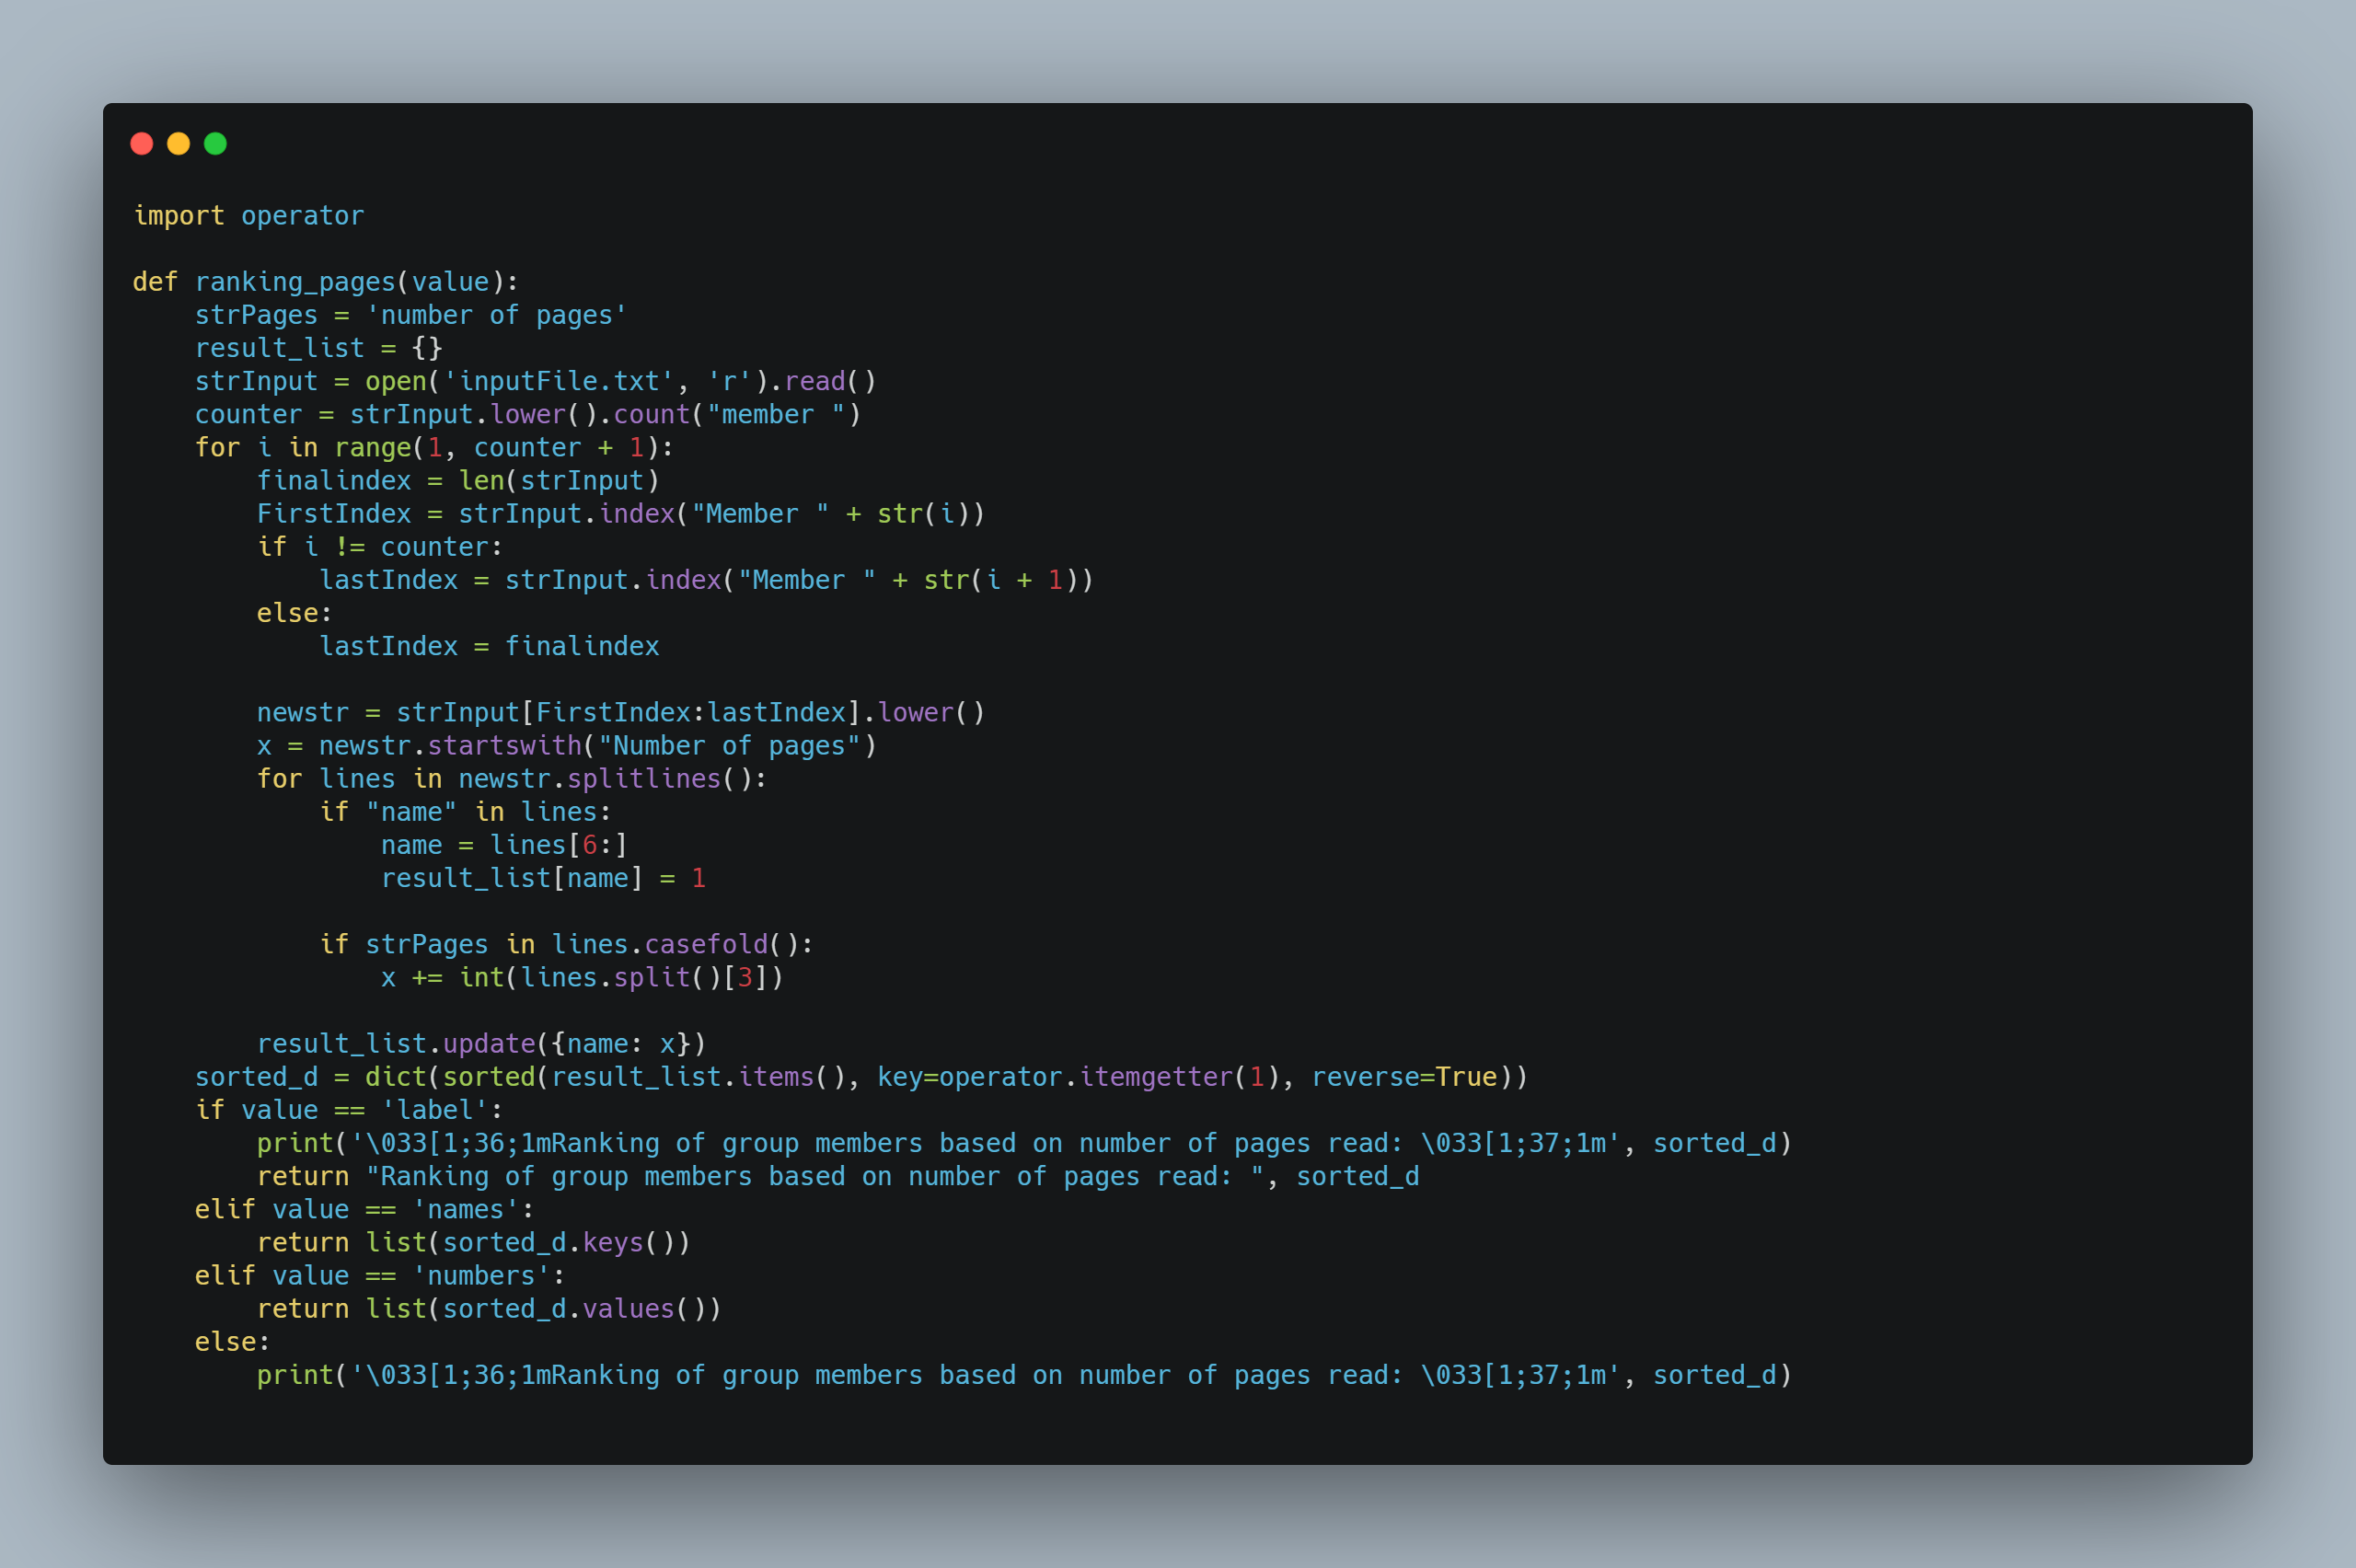 import operator

def ranking_pages(value):
    strPages = 'number of pages'
    result_list = {}
    strInput = open('inputFile.txt', 'r').read()
    counter = strInput.lower().count("member ")
    for i in range(1, counter + 1):
        finalindex = len(strInput)
        FirstIndex = strInput.index("Member " + str(i))
        if i != counter:
            lastIndex = strInput.index("Member " + str(i + 1))
        else:
            lastIndex = finalindex

        newstr = strInput[FirstIndex:lastIndex].lower()
        x = newstr.startswith("Number of pages")
        for lines in newstr.splitlines():
            if "name" in lines:
                name = lines[6:]
                result_list[name] = 1

            if strPages in lines.casefold():
                x += int(lines.split()[3])

        result_list.update({name: x})
    sorted_d = dict(sorted(result_list.items(), key=operator.itemgetter(1), reverse=True))
    if value == 'label':
        print('\033[1;36;1mRanking of group members based on number of pages read: \033[1;37;1m', sorted_d)
        return "Ranking of group members based on number of pages read: ", sorted_d
    elif value == 'names':
        return list(sorted_d.keys())
    elif value == 'numbers':
        return list(sorted_d.values())
    else:
        print('\033[1;36;1mRanking of group members based on number of pages read: \033[1;37;1m', sorted_d)